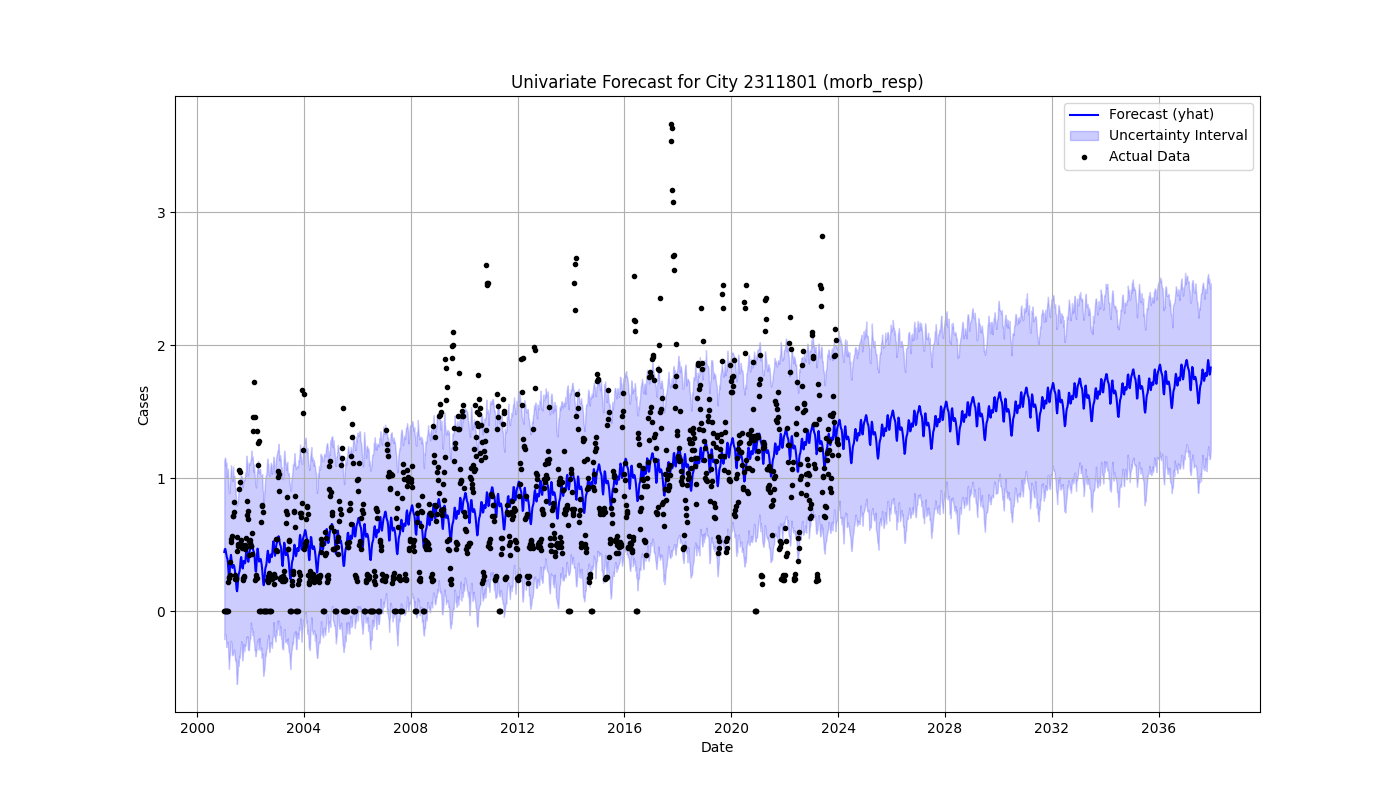 Univariate Forecast for City 2311801 (morb_resp)
Forecast (yhat)
Uncertainty Interval
Actual Data
Cases
3
2
1
0
2000 2004 2008 2012 2016 2020 2024 2028 2032 2036
Date